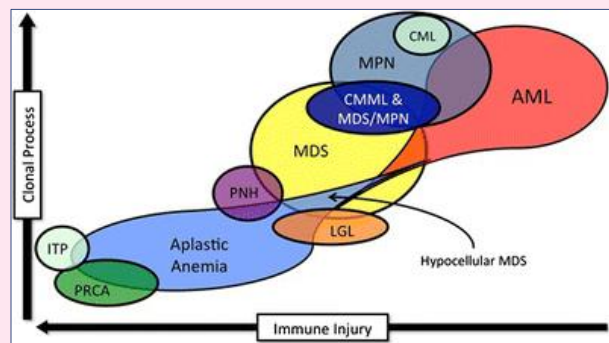 Clonal Process
CML
MPN
CMML &
MDS/MPN
AML
MDS
PNH
ITP
Aplastic
Anemia
LGL
PRCA
Hypocellular MDS
Immune Injury